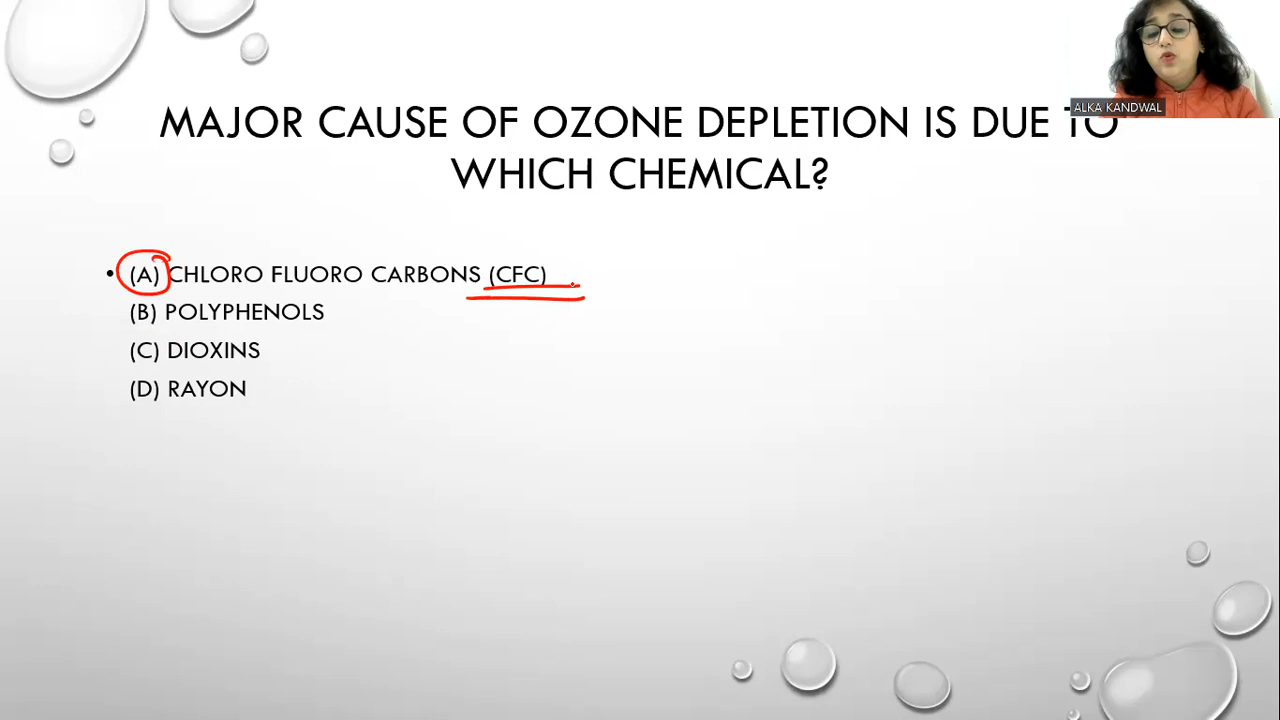 ALKA KANDWAL
MAJOR CAUSE OF OZONE DEPLETION IS DUE TO
WHICH CHEMICAL?
• (A) CHLORO FLUORO CARBONS (CFC)
(B) POLYPHENOLS
(C) DIOXINS
(D) RAYON